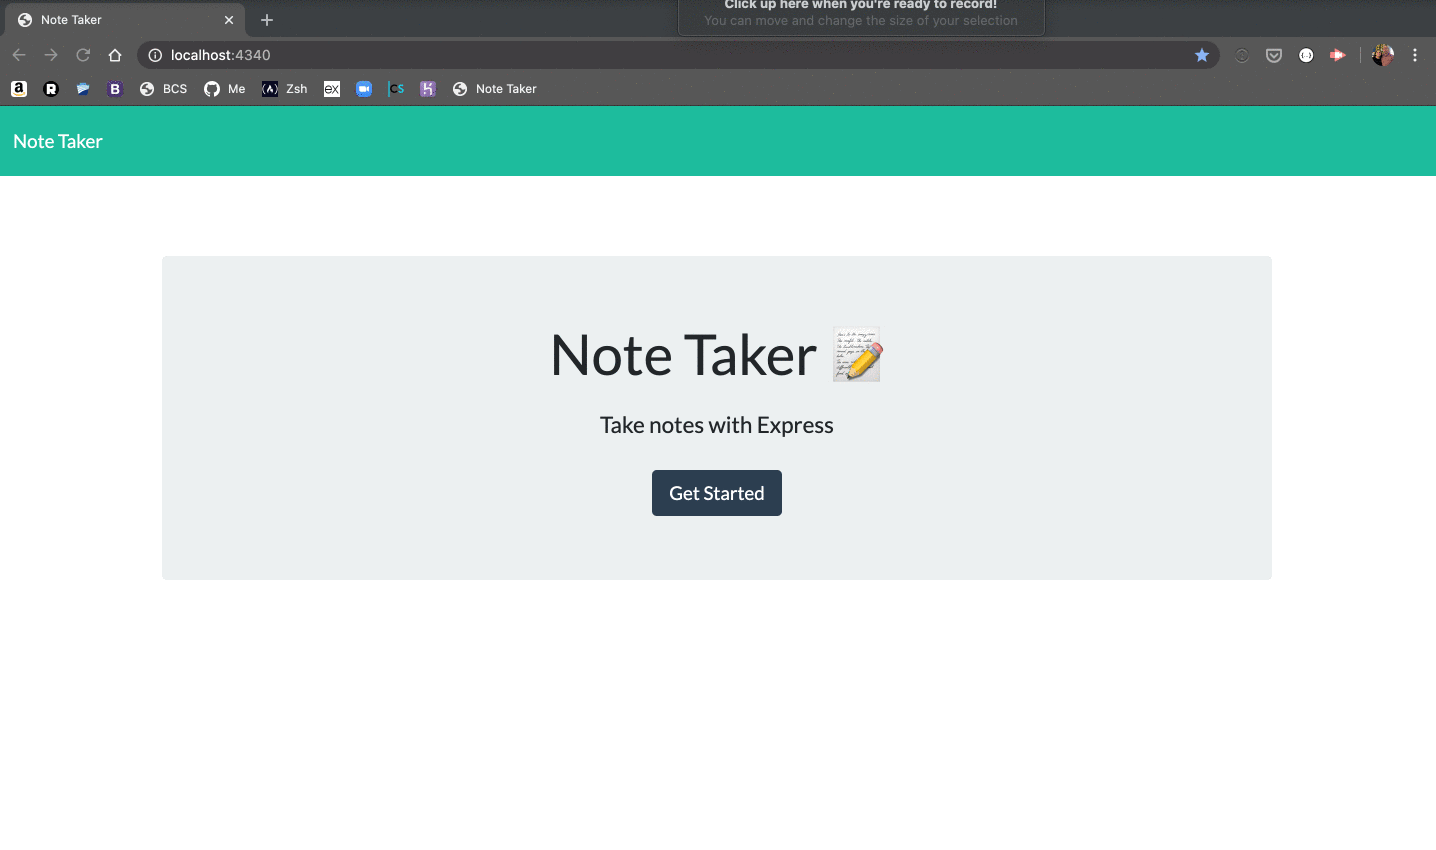 Note Taker
Click up here when you're ready to record!
You can move and change the size of your selection
localhost:4340
BCS Me Zsh ex CS Note Taker
Note Taker
Note Taker
Take notes with Express
Get Started